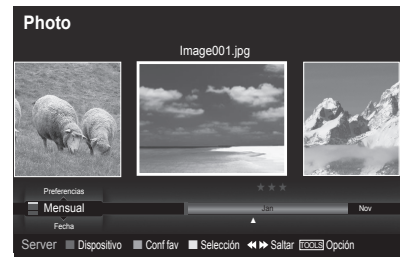 Photo
Image001.jpg
Preferencias
Mensual
Jan
Nov
Fecha
Server Dispositivo Conf fav Selección Saltar TOOLS Opción